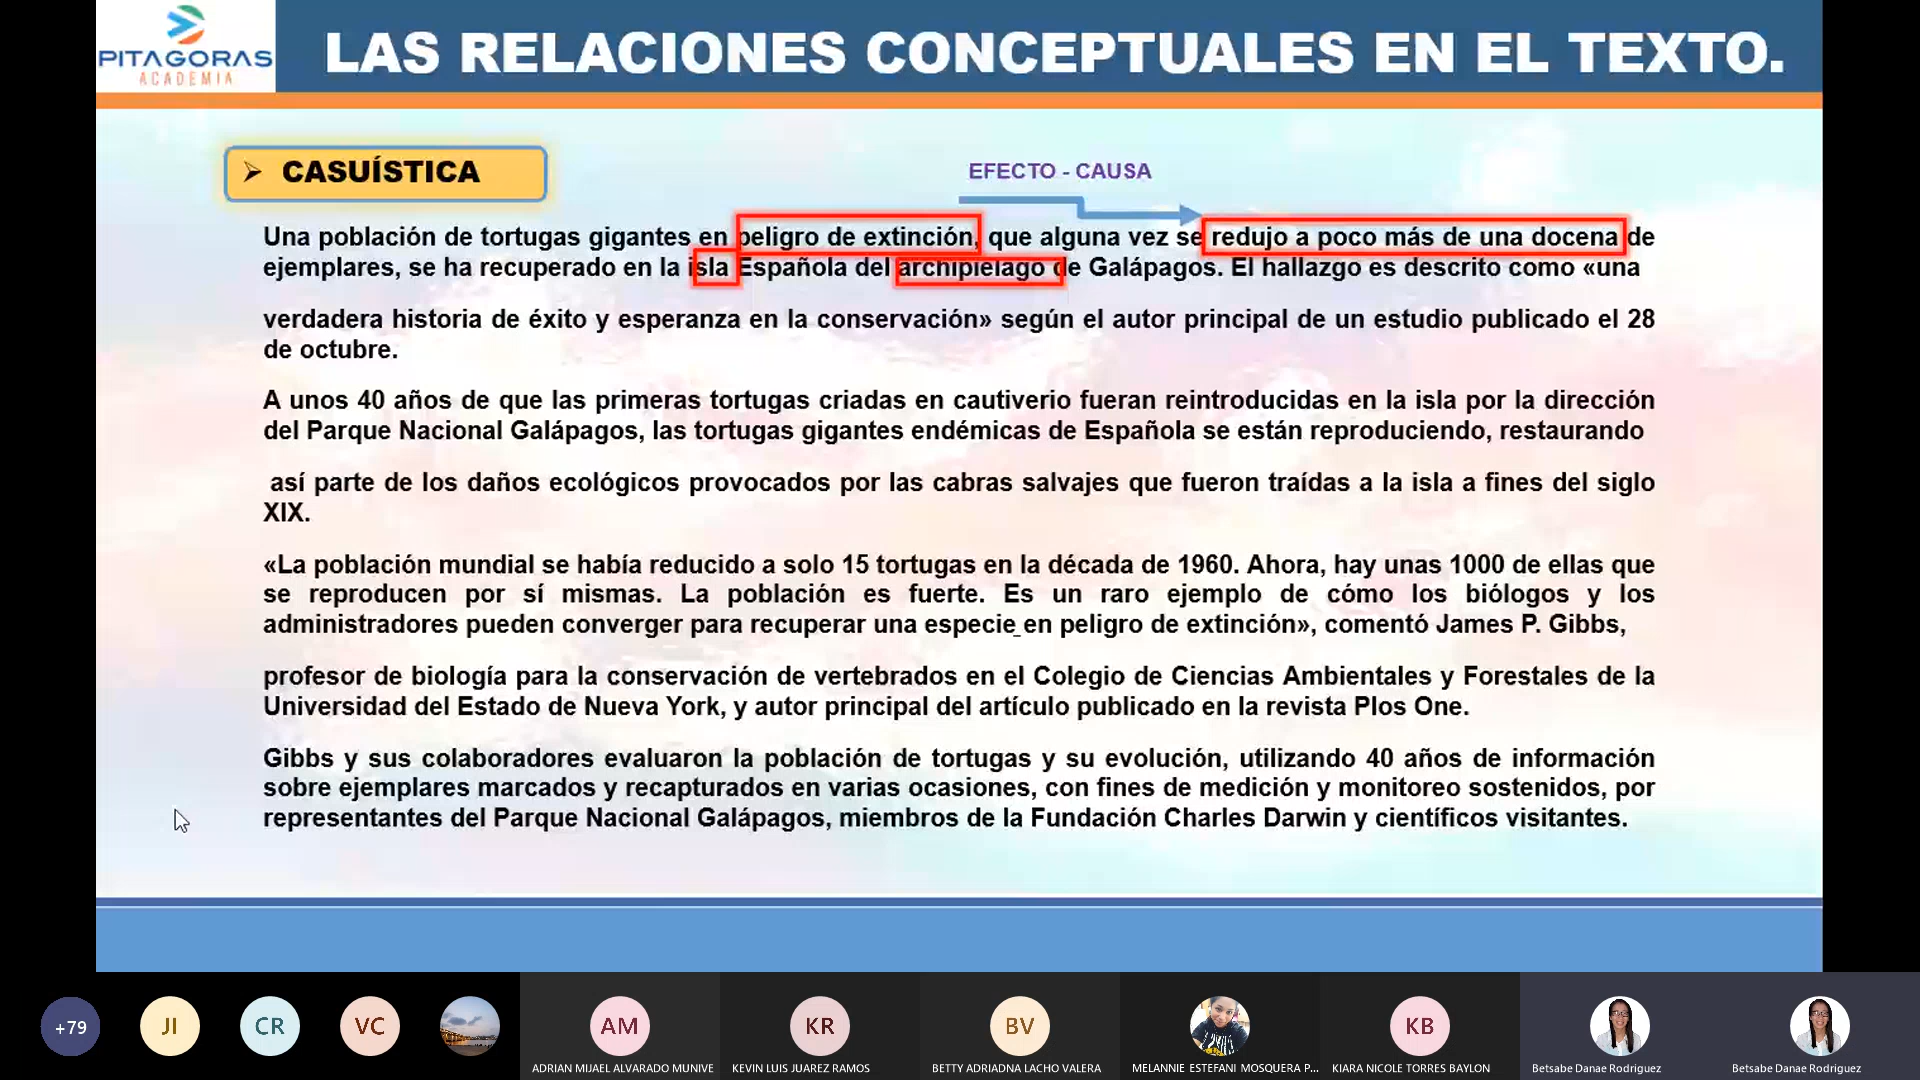 PITAGORAS
ACADEMIA
LAS RELACIONES CONCEPTUALES EN EL TEXTO.
CASUÍSTICA
EFECTO - CAUSA
Una población de tortugas gigantes en peligro de extinción, que alguna vez se redujo a poco más de una docena de
ejemplares, se ha recuperado en la isla Española del archipiélago de Galápagos. El hallazgo es descrito como «una
verdadera historia de éxito y esperanza en la conservación» según el autor principal de un estudio publicado el 28
de octubre.
A unos 40 años de que las primeras tortugas criadas en cautiverio fueran reintroducidas en la isla por la dirección
del Parque Nacional Galápagos, las tortugas gigantes endémicas de Española se están reproduciendo, restaurando
así parte de los daños ecológicos provocados por las cabras salvajes que fueron traídas a la isla a fines del siglo
XIX.
«La población mundial se había reducido a solo 15 tortugas en la década de 1960. Ahora, hay unas 1000 de ellas que
se reproducen por sí mismas. La población es fuerte. Es un raro ejemplo de cómo los biólogos y los
administradores pueden converger para recuperar una especie en peligro de extinción», comentó James P. Gibbs,
profesor de biología para la conservación de vertebrados en el Colegio de Ciencias Ambientales y Forestales de la
Universidad del Estado de Nueva York, y autor principal del artículo publicado en la revista Plos One.
Gibbs y sus colaboradores evaluaron la población de tortugas y su evolución, utilizando 40 años de información
sobre ejemplares marcados y recapturados en varias ocasiones, con fines de medición y monitoreo sostenidos, por
representantes del Parque Nacional Galápagos, miembros de la Fundación Charles Darwin y científicos visitantes.
+79
JI
CR
VC
AM
KR
BV
KB
ADRIAN MIJAEL ALVARADO MUNIVE
KEVIN LUIS JUAREZ RAMOS
BETTY ADRIADNA LACHO VALERA
MELANNIE ESTEFANI MOSQUERA P...
KIARA NICOLE TORRES BAYLON
Betsabe Danae Rodriguez
Betsabe Danae Rodriguez